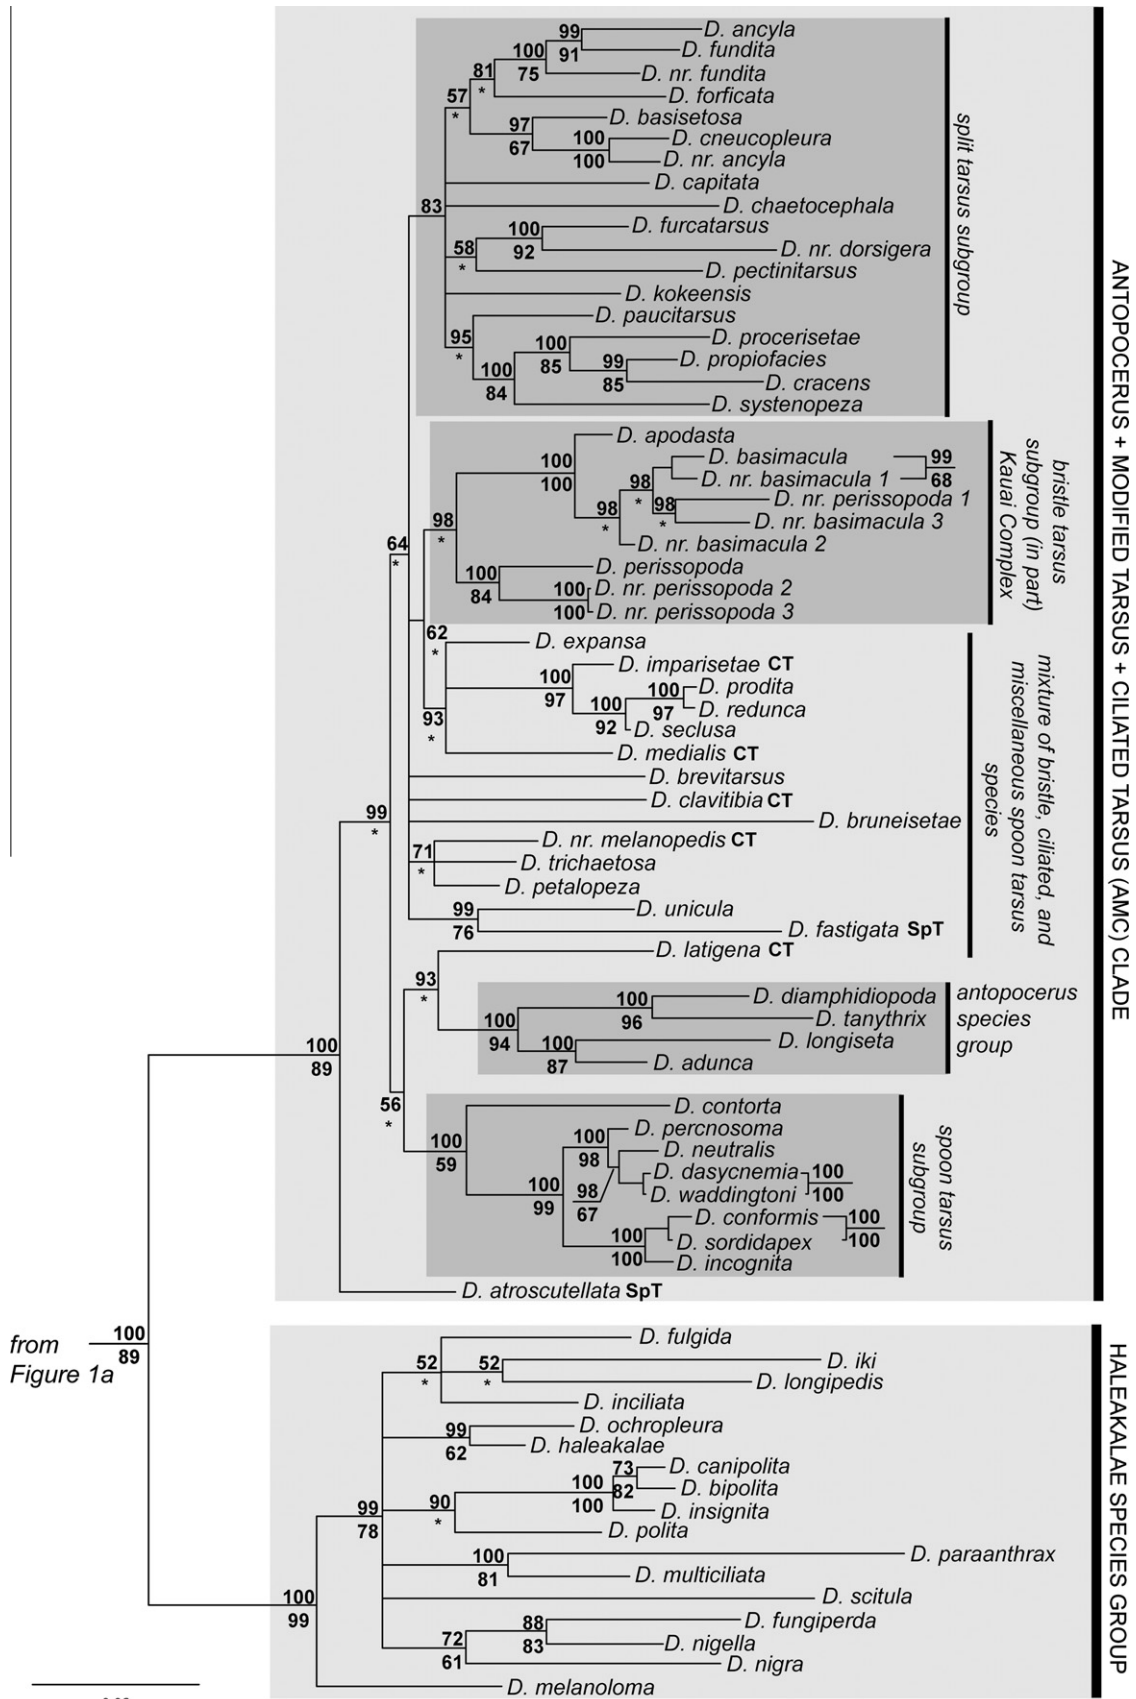 99
D. ancyla
91
D. fundita
100
75
D. nr. fundita
81
*
D. forficata
57
*
97
67
D. basisetosa
100
100
D. cneucopleura
D. nr. ancyla
D. capitata
83
D. chaetocephala
100
92
D. furcatarsus
D. nr. dorsigera
58
*
D. pectinitarsus
D. kokeensis
95
*
D. paucitarsus
100
85
D. procerisetae
99
85
D. propiofacies
D. cracens
100
84
D. systenopeza
split tarsus subgroup
64
*
98
*
100
100
D. apodasta
D. basimacula
D. nr. basimacula 1
99
68
98
*
98
*
98
*
D. nr. perissopoda 1
D. nr. basimacula 3
D. nr. basimacula 2
100
84
D. perissopoda
100
100
D. nr. perissopoda 2
D. nr. perissopoda 3
bristle tarsus
subgroup (in part)
Kauai Complex
62
*
93
*
D. expansa
100
97
D. imparisetae CT
100
92
100
97
D. prodita
D. redunca
D. seclusa
D. medialis CT
D. brevitarsus
D. clavitibia CT
D. bruneisetae
71
*
D. nr. melanopedis CT
D. trichaetosa
D. petalopeza
99
76
D. unicula
D. fastigata SpT
D. latigena CT
mixture of bristle, ciliated, and
miscellaneous spoon tarsus
species
99
*
93
*
100
94
100
96
D. diamphidiopoda
D. tanythrix
100
87
D. longiseta
D. adunca
antopocerus
species
group
100
89
56
*
100
59
D. contorta
100
99
100
98
D. percnosoma
D. neutralis
98
67
D. dasycnemia
D. waddingtoni
100
100
100
100
D. conformis
D. sordidapex
100
100
D. incognita
spoon tarsus
subgroup
D. atroscutellata SpT
ANTOPOCERUS + MODIFIED TARSUS + CILIATED TARSUS (AMC) CLADE
from
Figure 1a
100
89
52
*
D. fulgida
52
*
D. iki
D. longipedis
D. inciliata
99
62
D. ochropleura
D. haleakalae
99
78
90
*
100
100
73
82
D. canipolita
D. bipolita
D. insignita
D. polita
100
81
D. paraanthrax
D. multiciliata
D. scitula
72
61
88
83
D. fungiperda
D. nigella
D. nigra
100
99
D. melanoloma
HALEAKALAE SPECIES GROUP